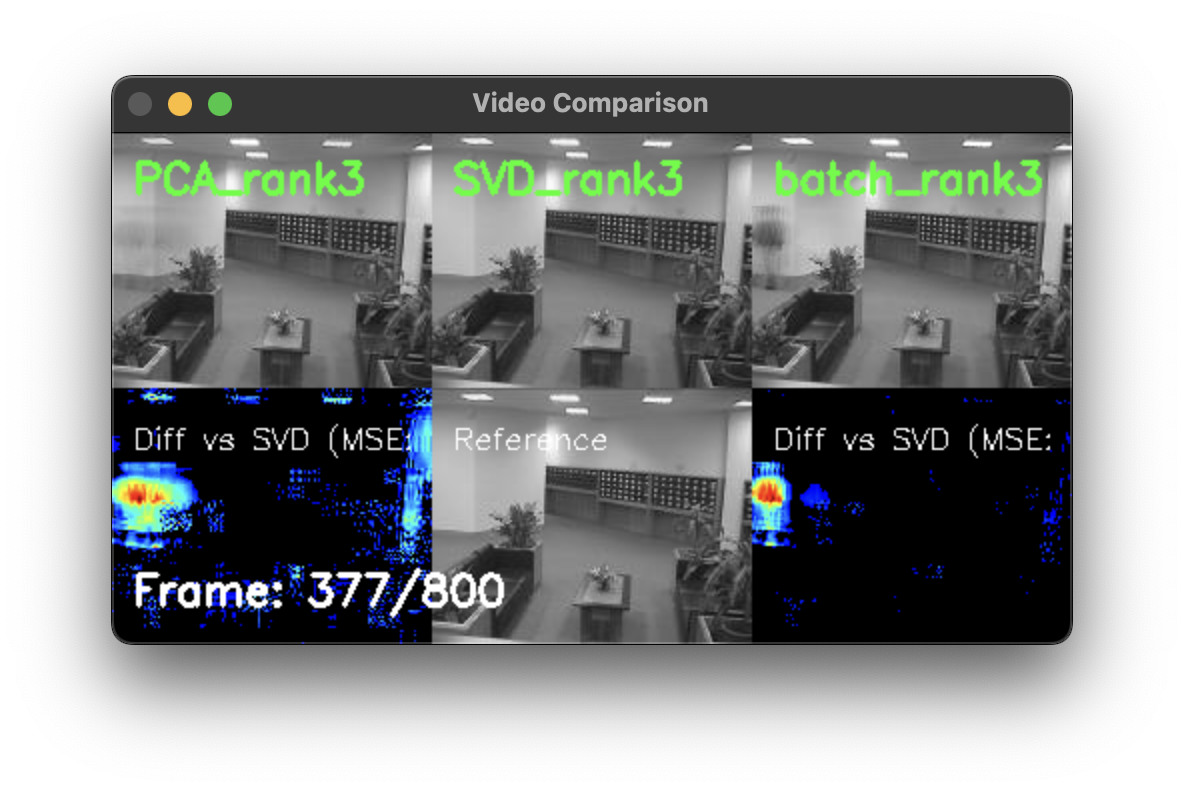 Video Comparison
PCA_rank3
SVD_rank3
batch_rank3
Diff vs SVD (MSE:
Reference
Diff vs SVD (MSE:
Frame: 377/800